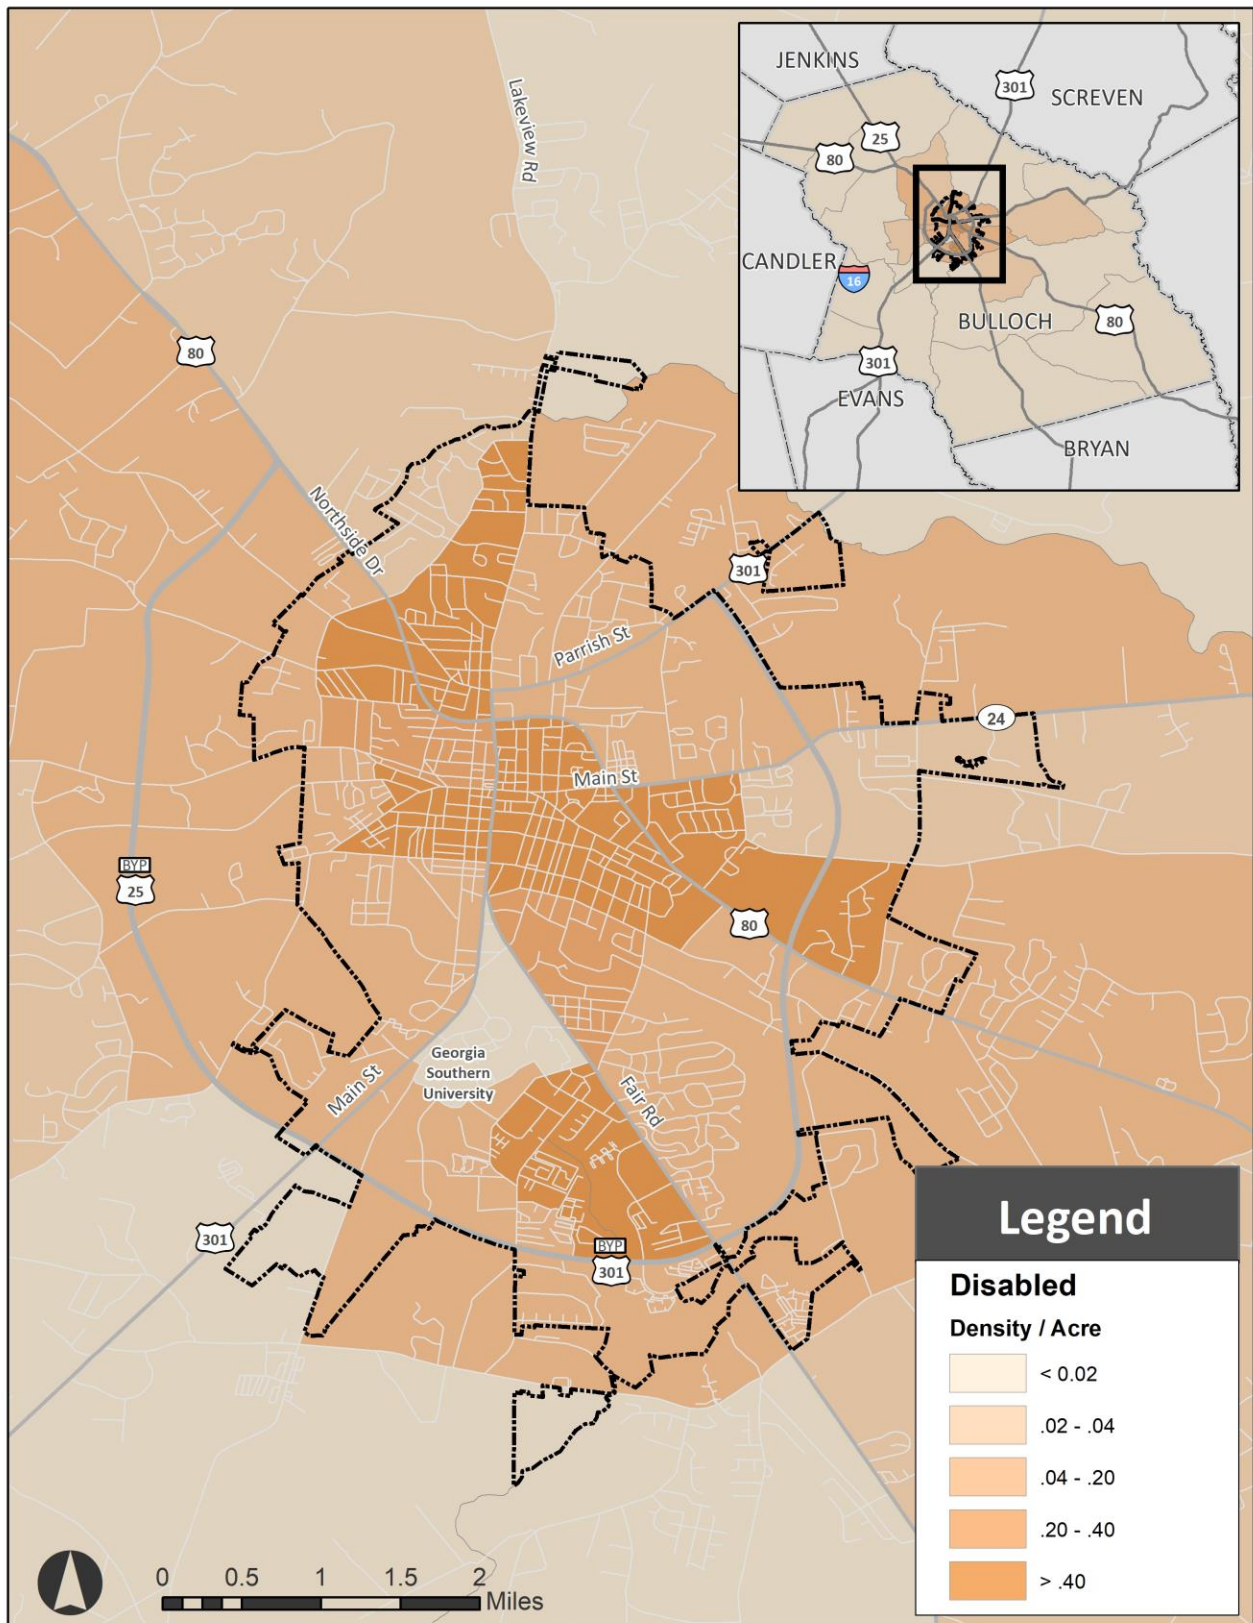 JENKINS
301
SCREVEN
25
80
CANDLER
16
BULLOCH
80
301
EVANS
BRYAN
Lakeview Rd
80
Northside Dr
301
Parrish St
24
Main St
BYP
25
80
Georgia
Southern
University
Main St
Fair Rd
301
BYP
301
Legend
Disabled
Density / Acre
< 0.02
.02 - .04
.04 - .20
.20 - .40
> .40
0 0.5 1 1.5 2
Miles